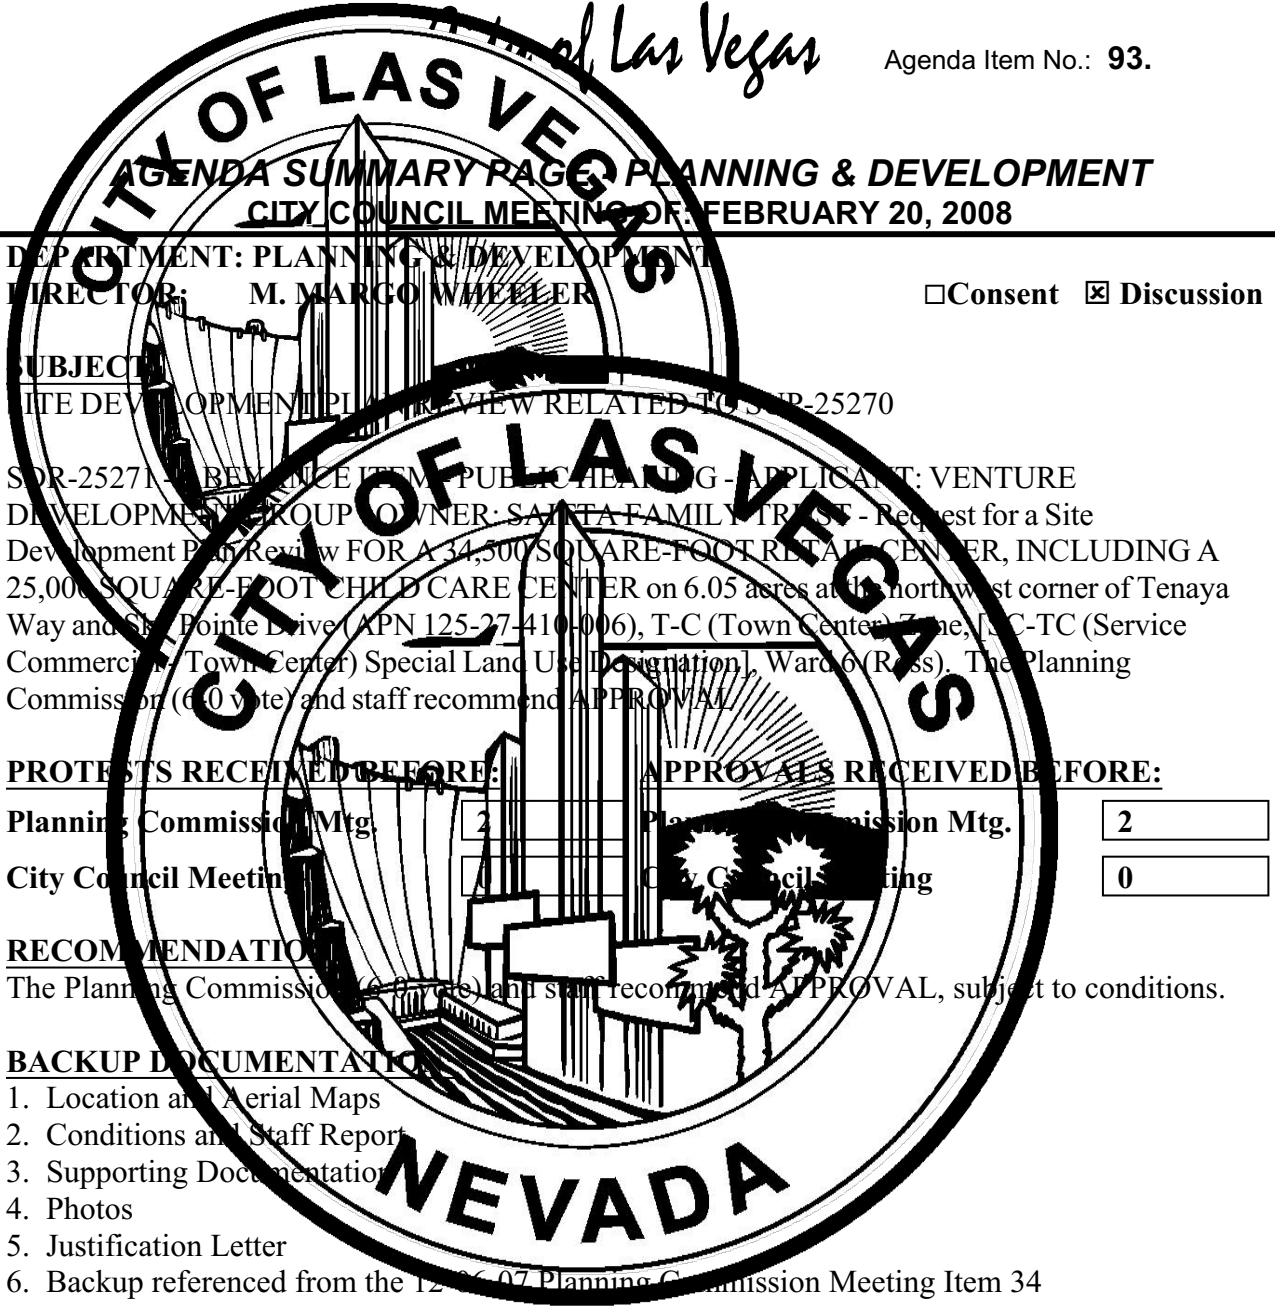 City of Las Vegas
Agenda Item No.: 93.
AGENDA SUMMARY PAGE - PLANNING & DEVELOPMENT
CITY COUNCIL MEETING OF: FEBRUARY 20, 2008
DEPARTMENT: PLANNING & DEVELOPMENT
DIRECTOR: M. MARGO WHEELER
☐Consent ☒ Discussion
SUBJECT:
SITE DEVELOPMENT PLAN REVIEW RELATED TO SUP-25270
SDR-25271 - ABEYANCE ITEM - PUBLIC HEARING - APPLICANT: VENTURE
DEVELOPMENT GROUP - OWNER: FAMILY TRUST - Request for a Site
Development Plan Review FOR A 34,500 SQUARE-FOOT RETAIL CENTER, INCLUDING A
25,000 SQUARE-FOOT CHILD CARE CENTER on 6.05 acres at the northwest corner of Tenaya
Way and Sky Pointe Drive (APN 125-27-410-006), T-C (Town Center) Zone, [SC-TC (Service
Commercial - Town Center) Special Land Use Designation], Ward 6 (Ross). The Planning
Commission (6-0 vote) and staff recommend APPROVAL
PROTESTS RECEIVED BEFORE:
APPROVALS RECEIVED BEFORE:
Planning Commission Mtg. 2
Planning Commission Mtg. 2
City Council Meeting 0
City Council Meeting 0
RECOMMENDATION:
The Planning Commission (6-0 vote) and staff recommend APPROVAL, subject to conditions.
BACKUP DOCUMENTATION:
1. Location and Aerial Maps
2. Conditions and Staff Report
3. Supporting Documentation
4. Photos
5. Justification Letter
6. Backup referenced from the 12-06-07 Planning Commission Meeting Item 34
CITY OF LAS VEGAS
CITY OF LAS VEGAS
NEVADA